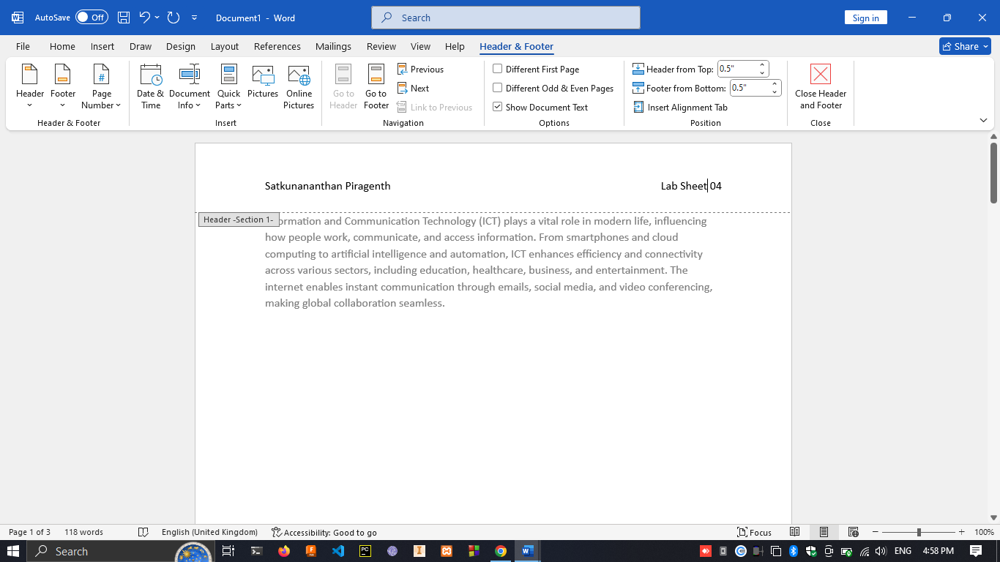 AutoSave Off Document1 - Word Search Sign in
File Home Insert Draw Design Layout References Mailings Review View Help Header & Footer Share
Header Footer Page Number Date & Time Document Info Quick Parts Pictures Online Pictures Go to Header Go to Footer Previous Next Link to Previous Different First Page Different Odd & Even Pages Show Document Text Header from Top: 0.5" Footer from Bottom: 0.5" Insert Alignment Tab Close Header and Footer
Header & Footer Insert Navigation Options Position Close
Satkunananthan Piragenth Lab Sheet 04
Header -Section 1-
ormation and Communication Technology (ICT) plays a vital role in modern life, influencing
how people work, communicate, and access information. From smartphones and cloud
computing to artificial intelligence and automation, ICT enhances efficiency and connectivity
across various sectors, including education, healthcare, business, and entertainment. The
internet enables instant communication through emails, social media, and video conferencing,
making global collaboration seamless.
Page 1 of 3 118 words English (United Kingdom) Accessibility: Good to go Focus 100%
Search ENG 4:58 PM